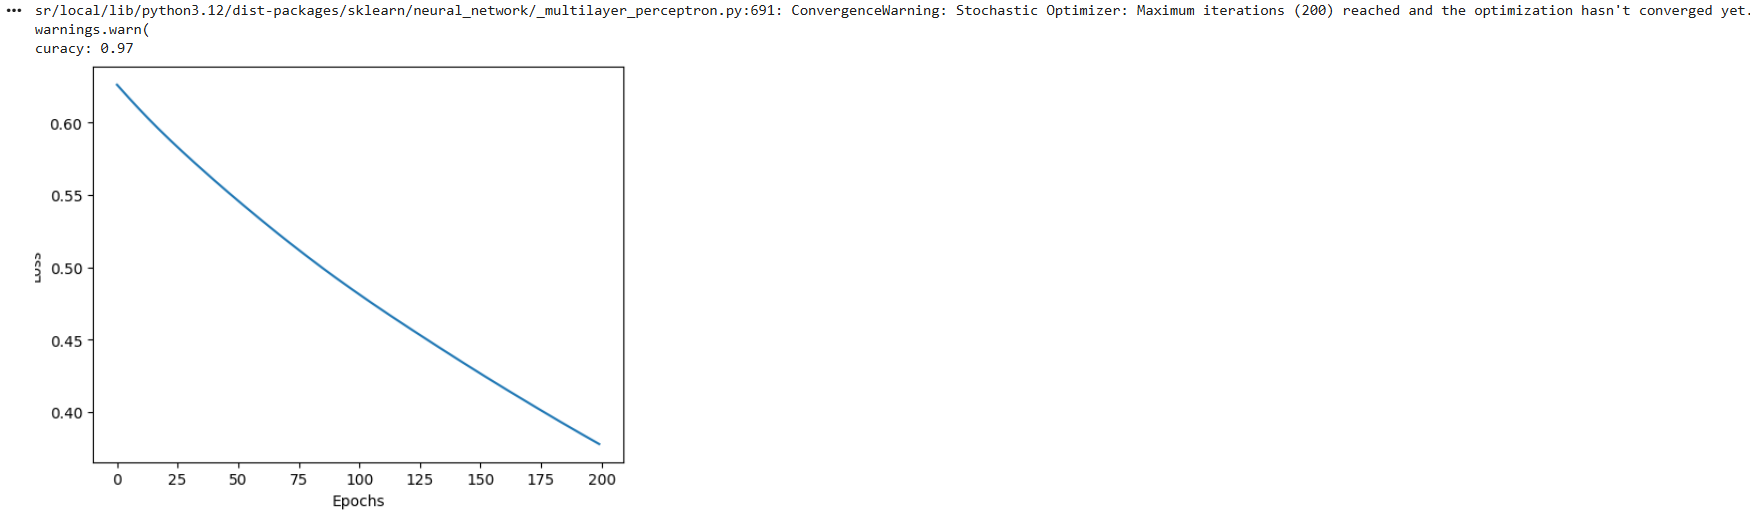 ••• sr/local/lib/python3.12/dist-packages/sklearn/neural_network/_multilayer_perceptron.py:691: ConvergenceWarning: Stochastic Optimizer: Maximum iterations (200) reached and the optimization hasn't converged yet.
warnings.warn(
curacy: 0.97
0.60
0.55
0.50
0.45
0.40
Loss
0 25 50 75 100 125 150 175 200
Epochs